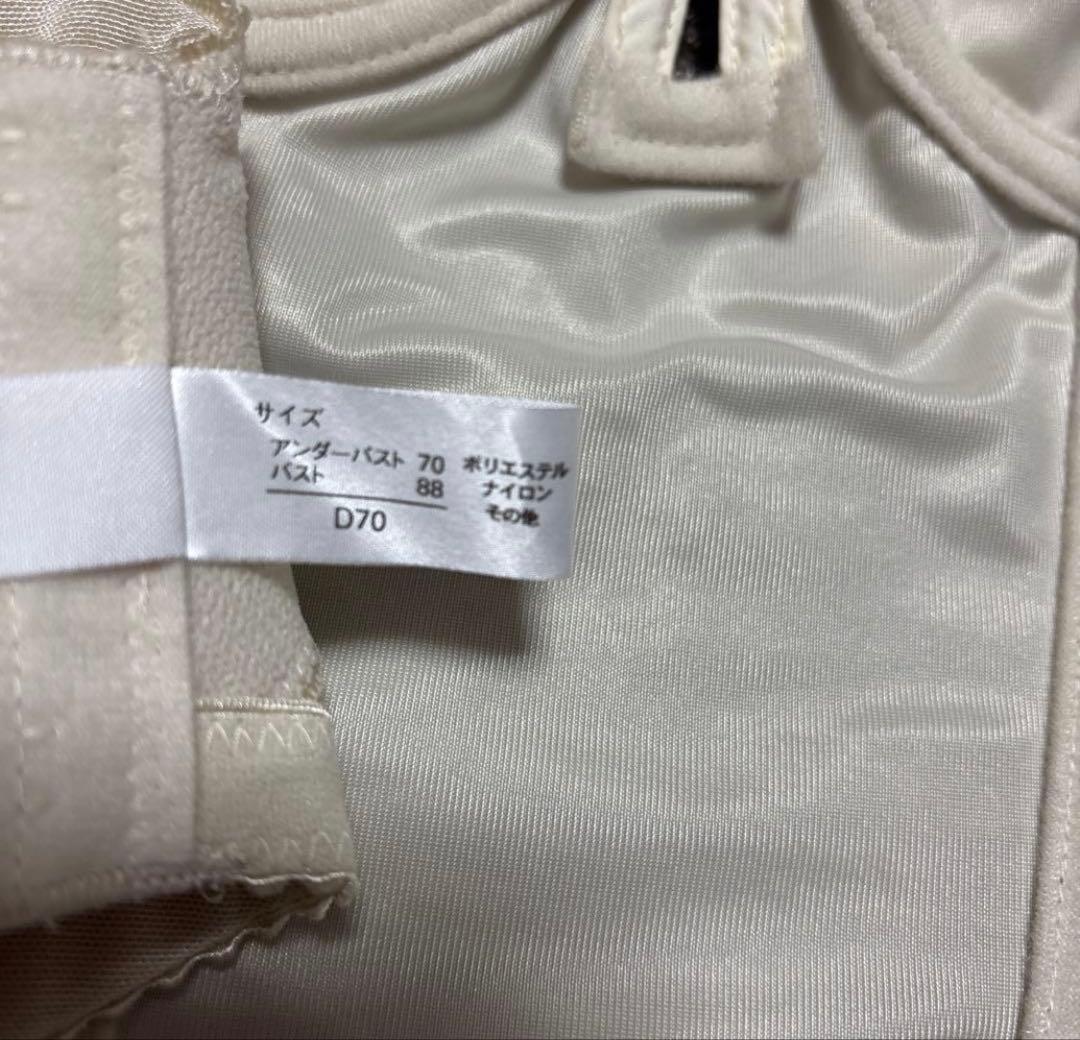 サイズ
アンダーバスト 70
バスト 88
D70
ポリエステル
ナイロン
その他